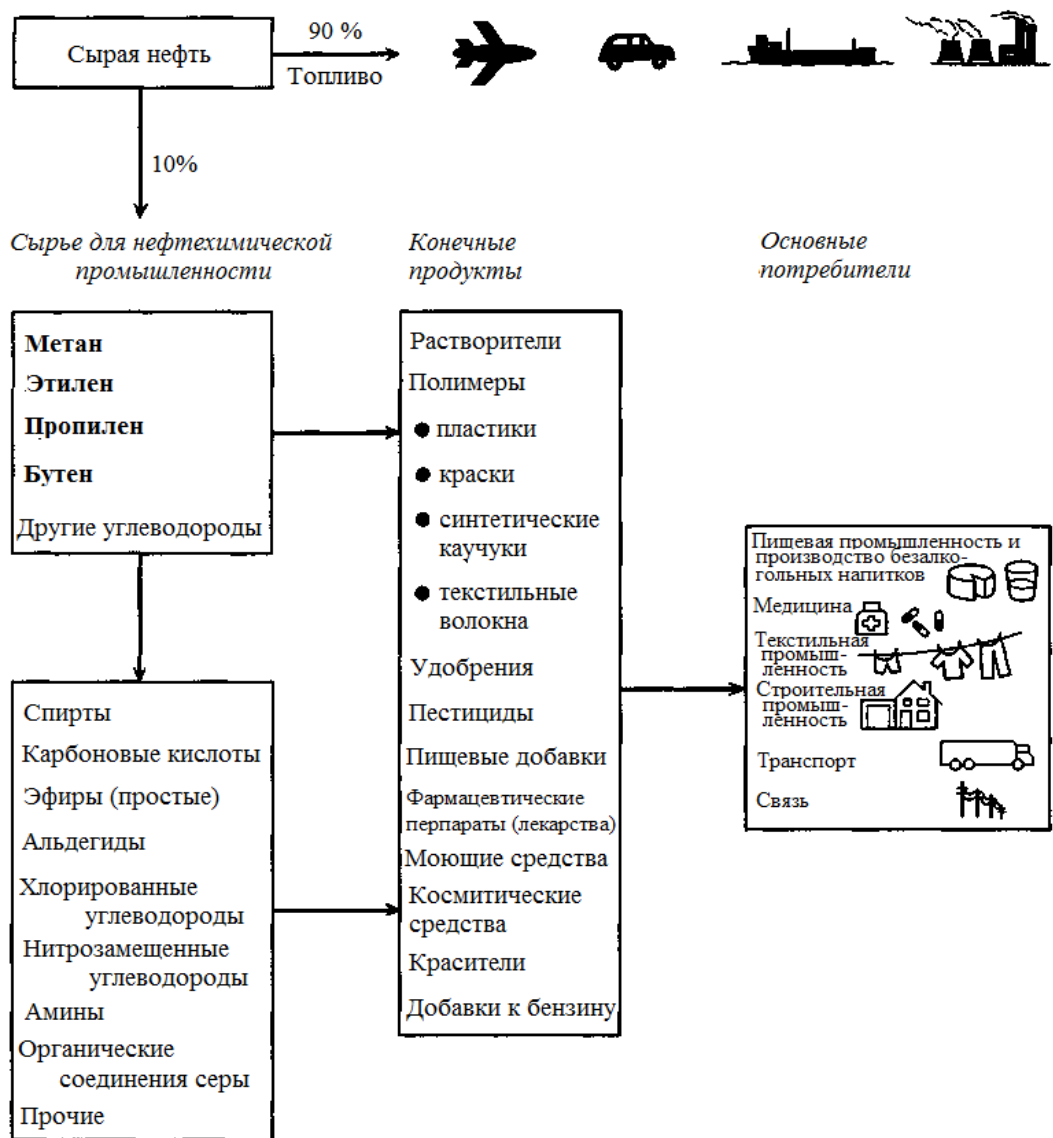 Сырая нефть
90 %
Топливо
10%
Сырье для нефтехимической
промышленности
Конечные
продукты
Основные
потребители
Метан
Этилен
Пропилен
Бутен
Другие углеводороды
Спирты
Карбоновые кислоты
Эфиры (простые)
Альдегиды
Хлорированные
углеводороды
Нитрозамещенные
углеводороды
Амины
Органические
соединения серы
Прочие
Растворители
Полимеры
● пластики
● краски
● синтетические
каучуки
● текстильные
волокна
Удобрения
Пестициды
Пищевые добавки
Фармацевтические
перпараты (лекарства)
Моющие средства
Космитические
средства
Красители
Добавки к бензину
Пищевая промышленность и
производство безалко-
гольных напитков
Медицина
Текстильная
промыш-
ленность
Строительная
промыш-
ленность
Транспорт
Связь